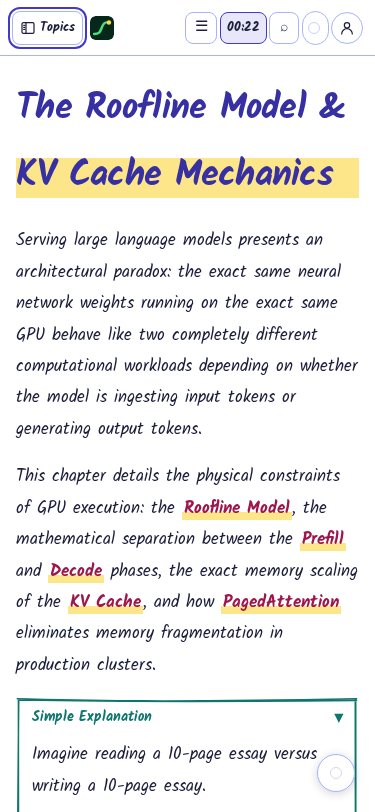 Topics
00:22
The Roofline Model &
KV Cache Mechanics
Serving large language models presents an
architectural paradox: the exact same neural
network weights running on the exact same
GPU behave like two completely different
computational workloads depending on whether
the model is ingesting input tokens or
generating output tokens.
This chapter details the physical constraints
of GPU execution: the Roofline Model, the
mathematical separation between the Prefill
and Decode phases, the exact memory scaling
of the KV Cache, and how PagedAttention
eliminates memory fragmentation in
production clusters.
Simple Explanation
Imagine reading a 10-page essay versus
writing a 10-page essay.